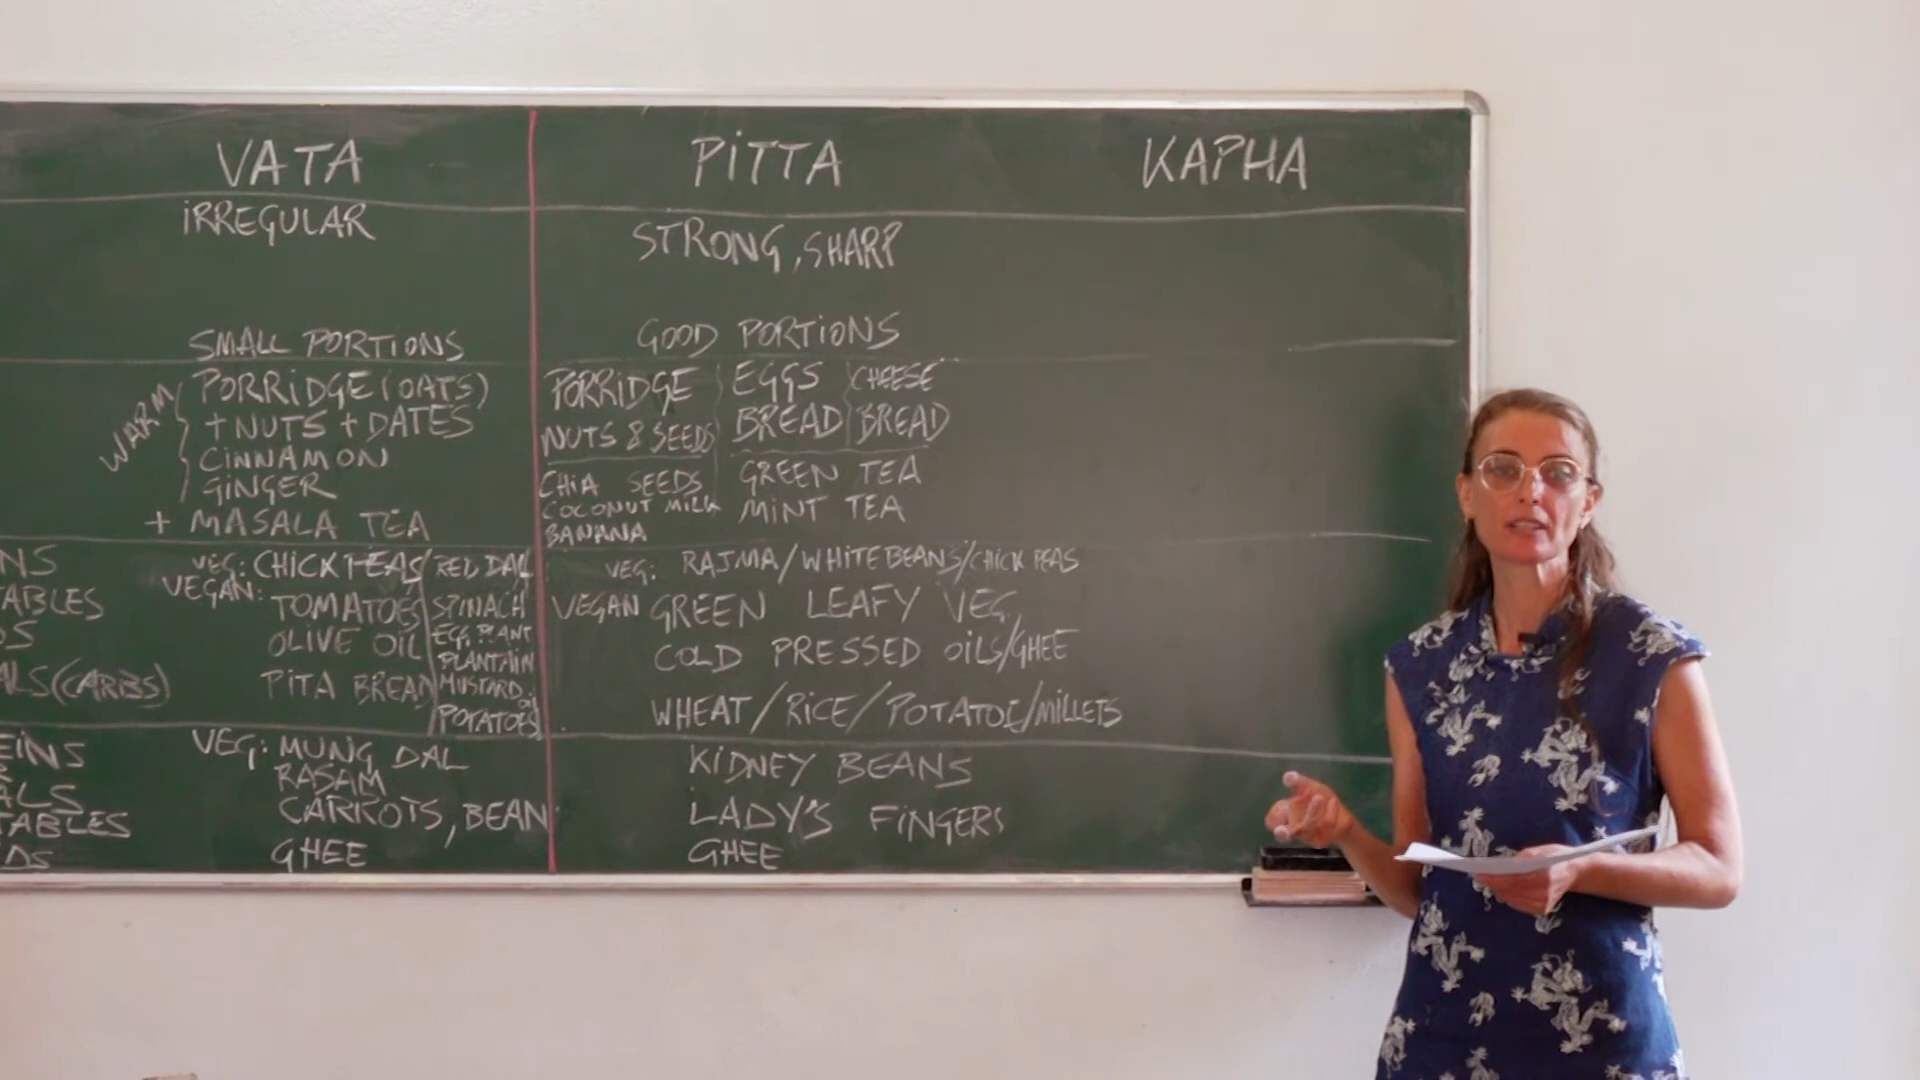 VATA PITTA KAPHA
IRREGULAR
STRONG, SHARP
SMALL PORTIONS
GOOD PORTIONS
WARM
PORRIDGE (OATS)
+ NUTS + DATES
CINNAMON
GINGER
+ MASALA TEA
PORRIDGE
NUTS & SEEDS
CHIA SEEDS
COCONUT MILK
BANANA
EGGS
BREAD
CHEESE
BREAD
GREEN TEA
MINT TEA
NS
ABLES
DS
ALS (CARBS)
VEG: CHICKPEAS/
VEGAN: TOMATOES
OLIVE OIL
PITA BREAD
RED DAL
SPINACH
EGG PLANT
PLANTAIN
MUSTARD OIL
POTATOES
VEG: RAJMA/WHITE BEANS/CHICK PEAS
VEGAN GREEN LEAFY VEG
COLD PRESSED OILS/GHEE
WHEAT/RICE/POTATOE/MILLETS
EINS
ALS
TABLES
DS
VEG: MUNG DAL
RASAM
CARROTS, BEAN
GHEE
KIDNEY BEANS
LADY'S FINGERS
GHEE